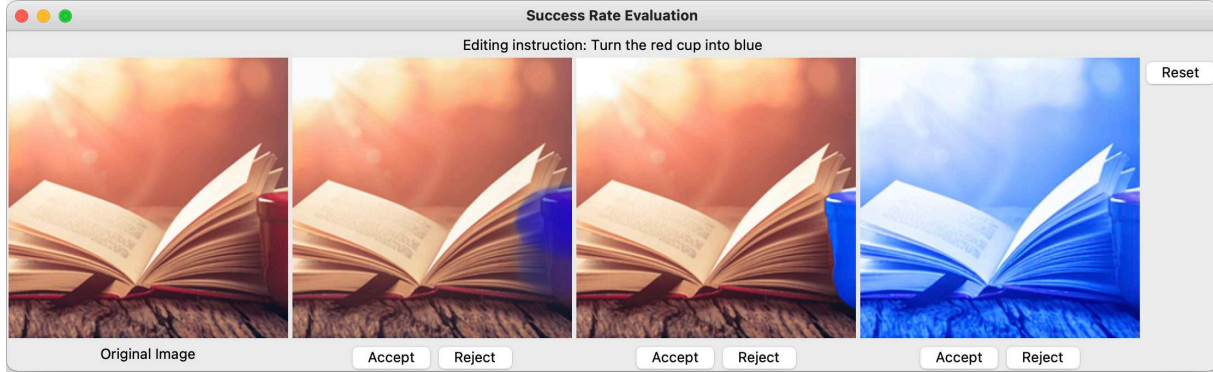 Success Rate Evaluation
Editing instruction: Turn the red cup into blue
Reset
Original Image
Accept Reject
Accept Reject
Accept Reject